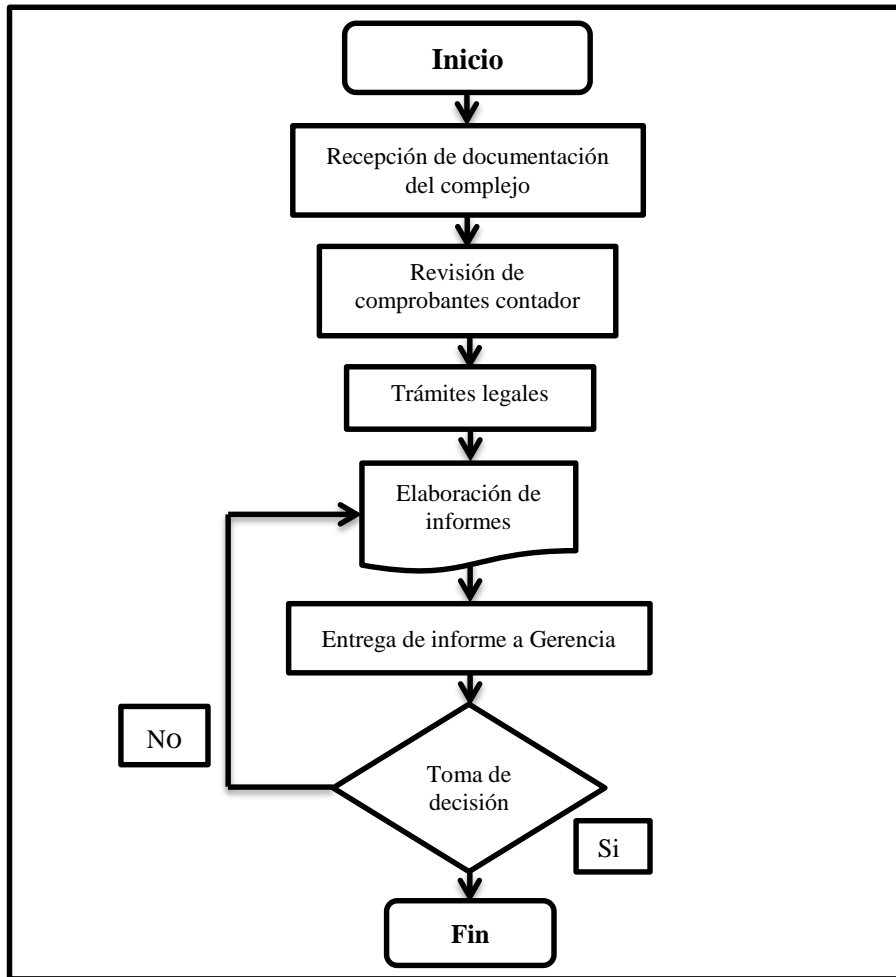 Inicio
Recepción de documentación
del complejo
Revisión de
comprobantes contador
Trámites legales
Elaboración de
informes
Entrega de informe a Gerencia
No
Toma de
decisión
Si
Fin